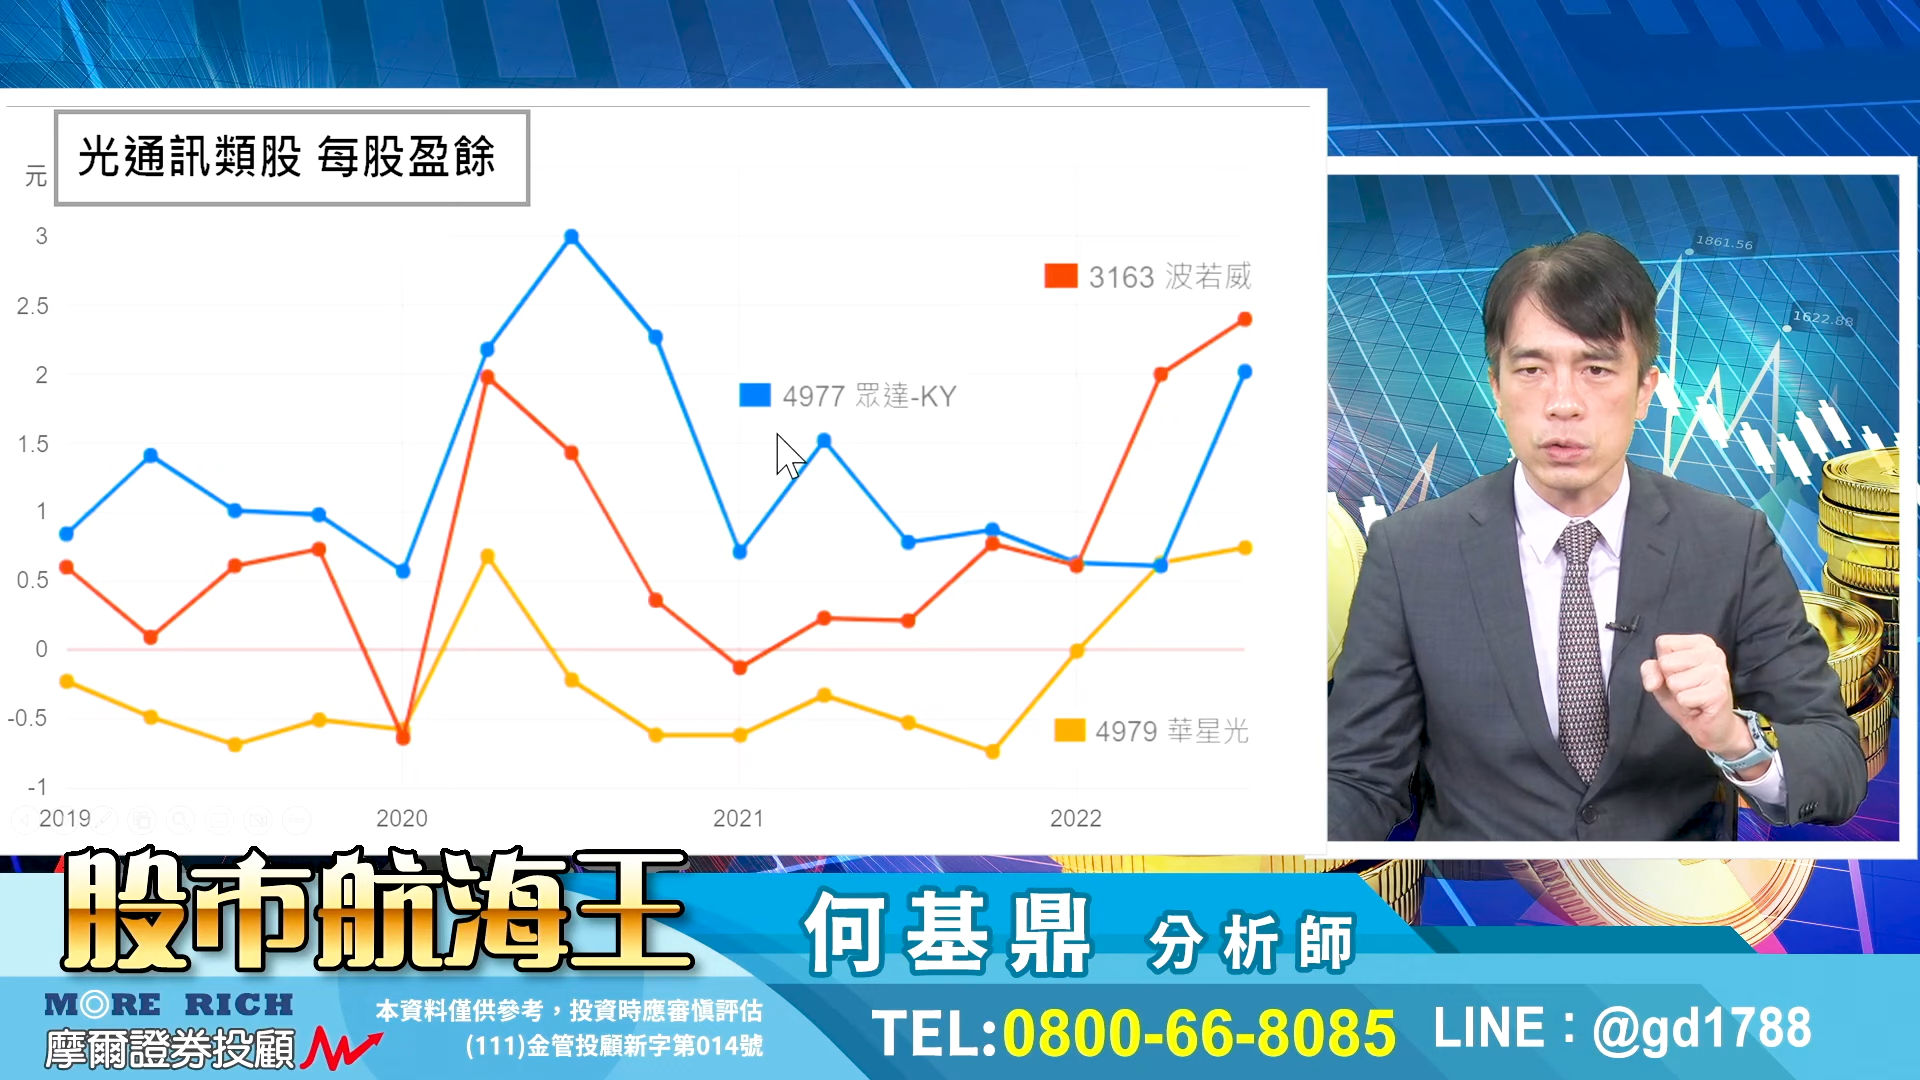 光通訊類股 每股盈餘
元
3
2.5
2
1.5
1
0.5
0
-0.5
-1
2019
2020
2021
2022
3163 波若威
4977 眾達-KY
4979 華星光
1861.56
1622.88
股市航海王
MORE RICH
摩爾證券投顧
本資料僅供參考，投資時應審慎評估
(111)金管投顧新字第014號
何基鼎 分析師
TEL:0800-66-8085
LINE：@gd1788